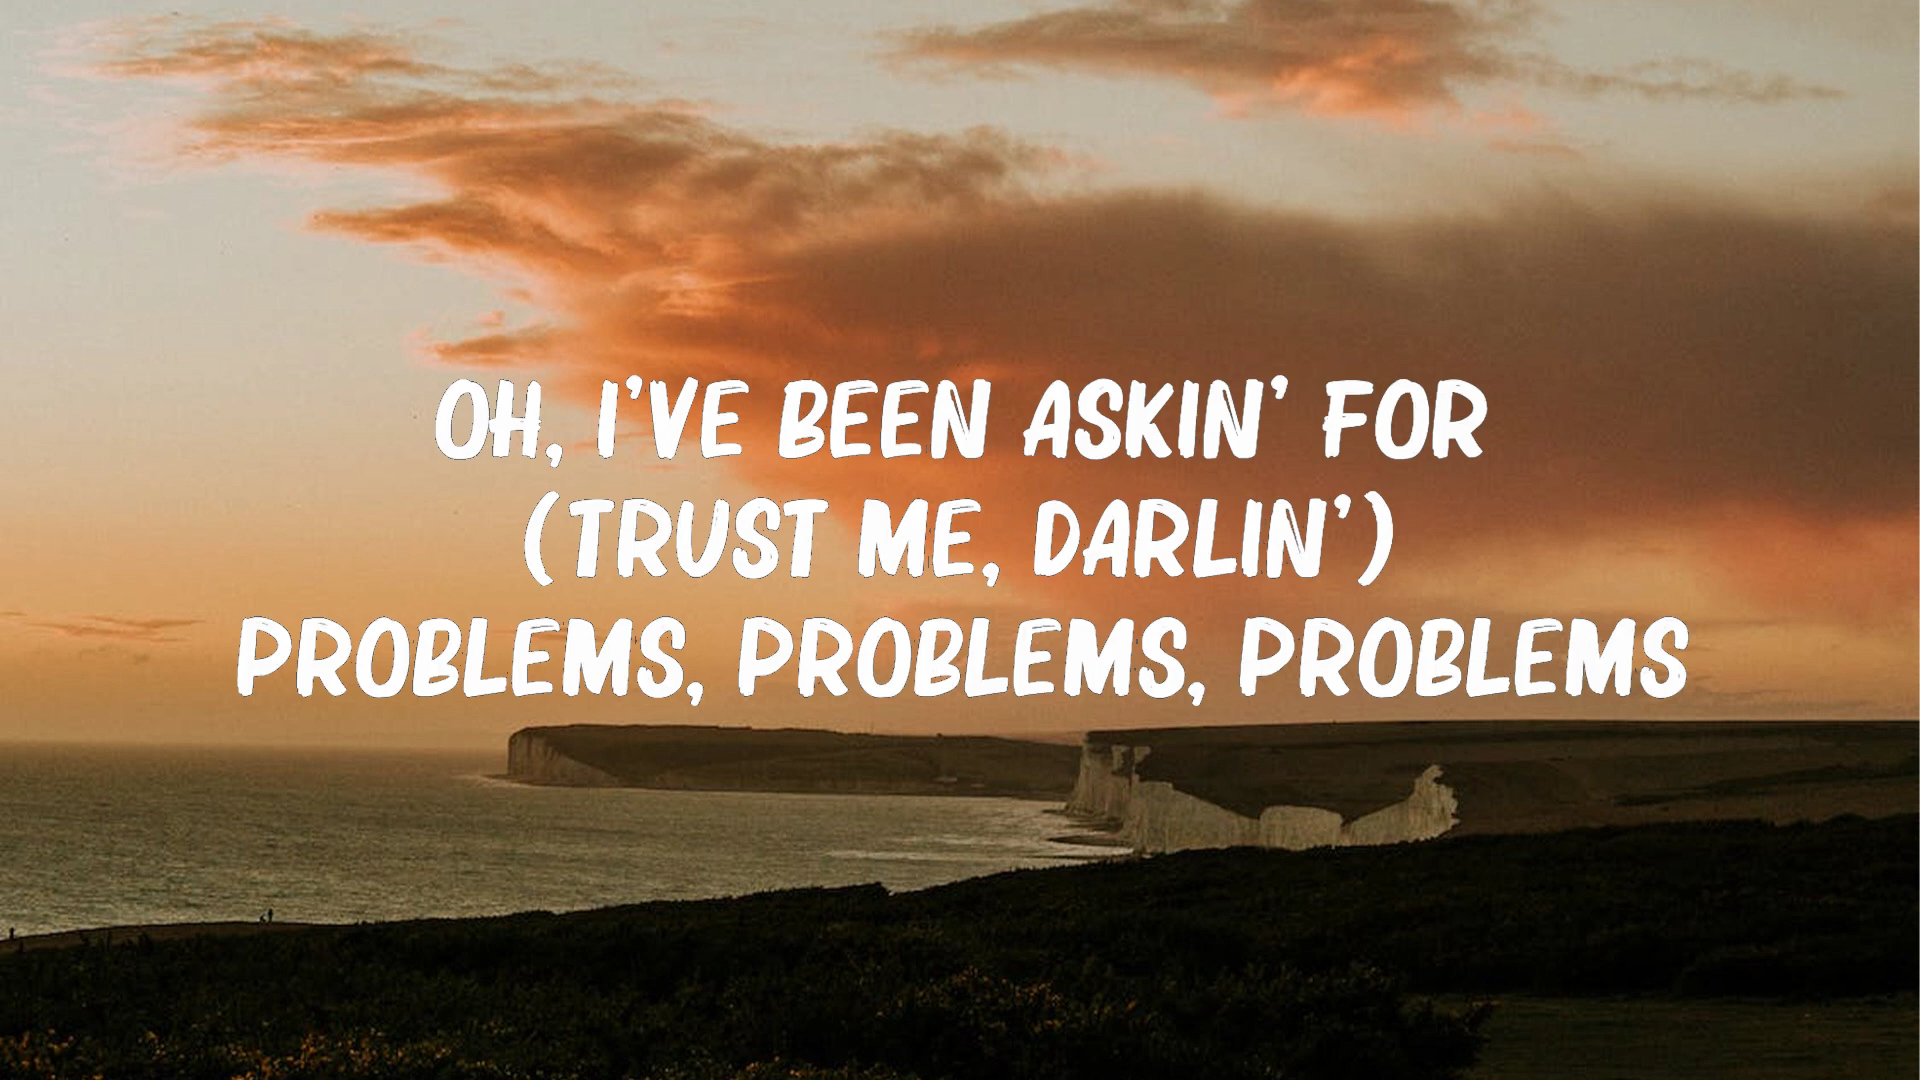 OH, I'VE BEEN ASKIN' FOR
(TRUST ME, DARLIN')
PROBLEMS, PROBLEMS, PROBLEMS